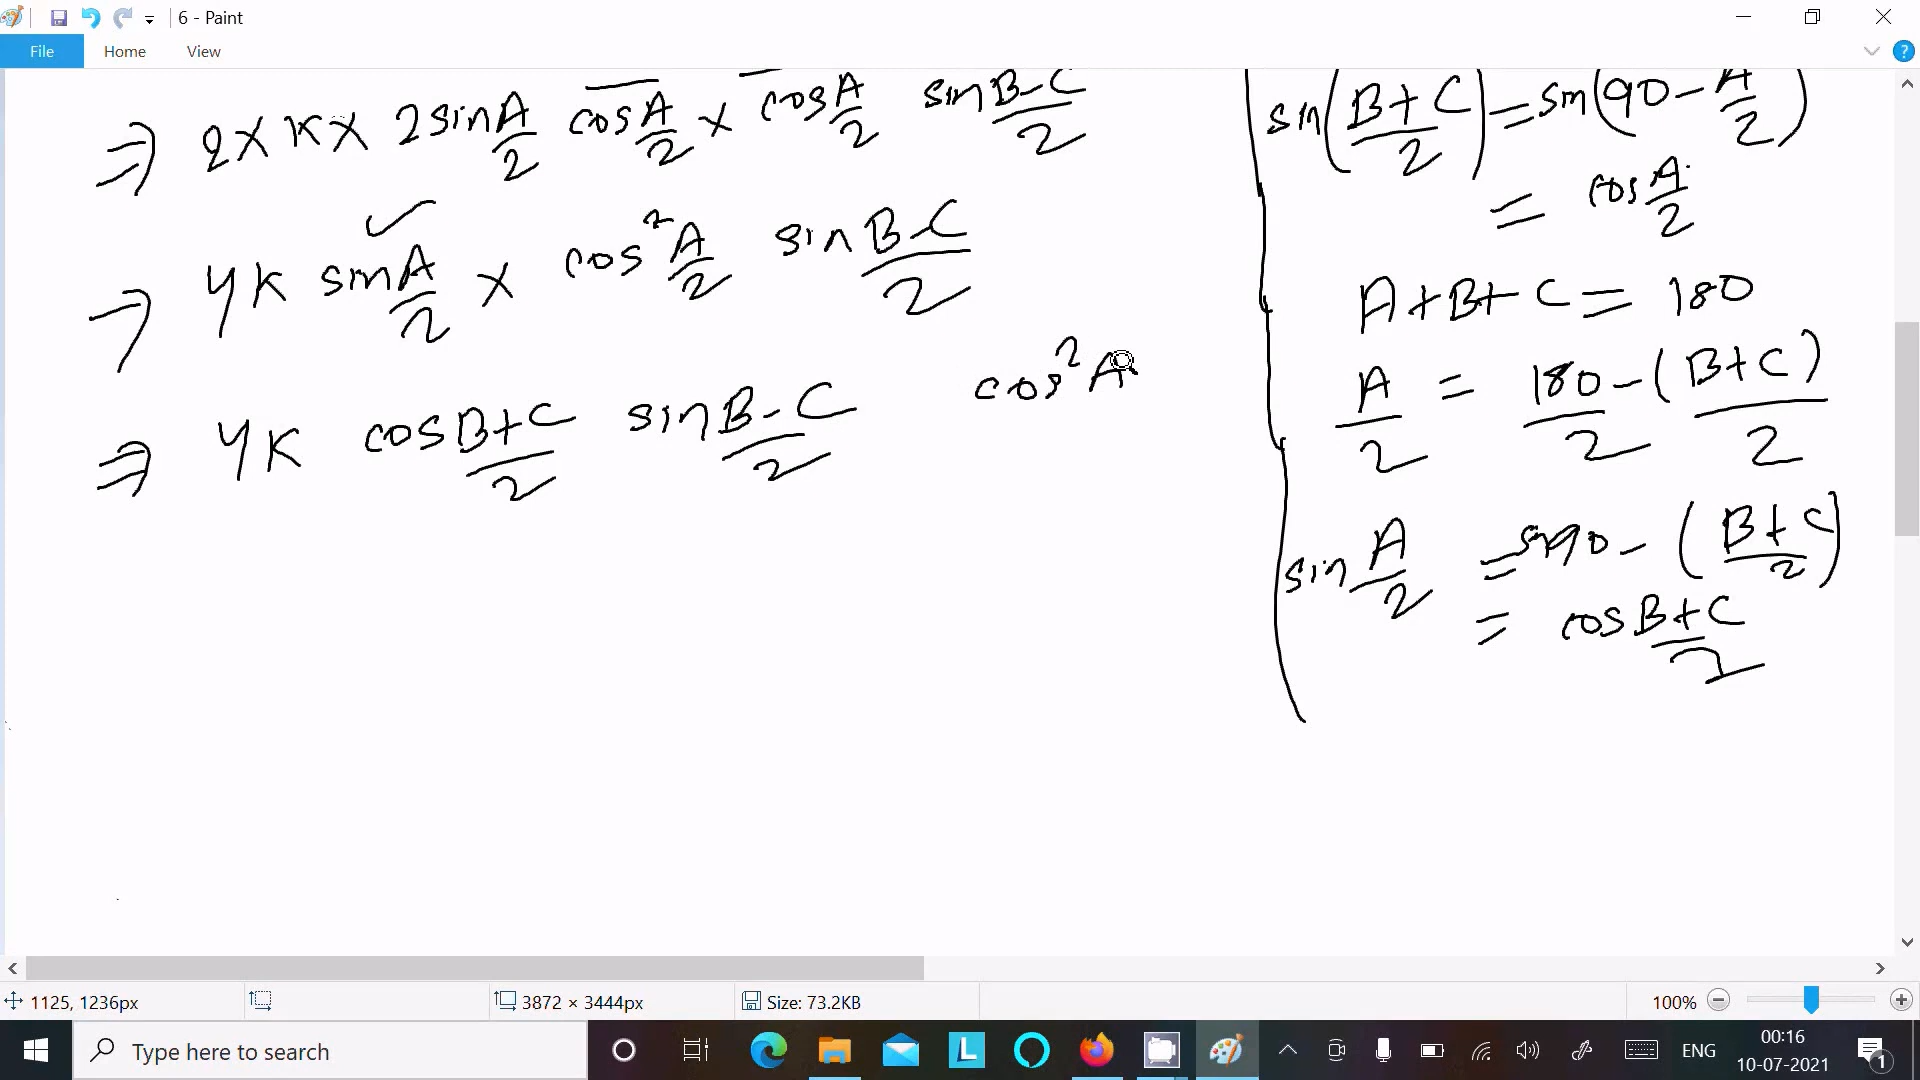 6 - Paint
File Home View
⇒ 2 × K × 2 sin A/2 cos A/2 × cos A/2 sin B-C/2
⇒ 4K sin A/2 × cos² A/2 sin B-C/2
⇒ 4K cos B+C/2 sin B-C/2 cos² A
sin(B+C/2) = sin(90 - A/2)
= cos A/2
A+B+C = 180
A/2 = 180/2 - (B+C)/2
sin A/2 = sin 90 - (B+C/2)
= cos B+C/2
1125, 1236px 3872 × 3444px Size: 73.2KB 100%
Type here to search L ENG 00:16
10-07-2021 1